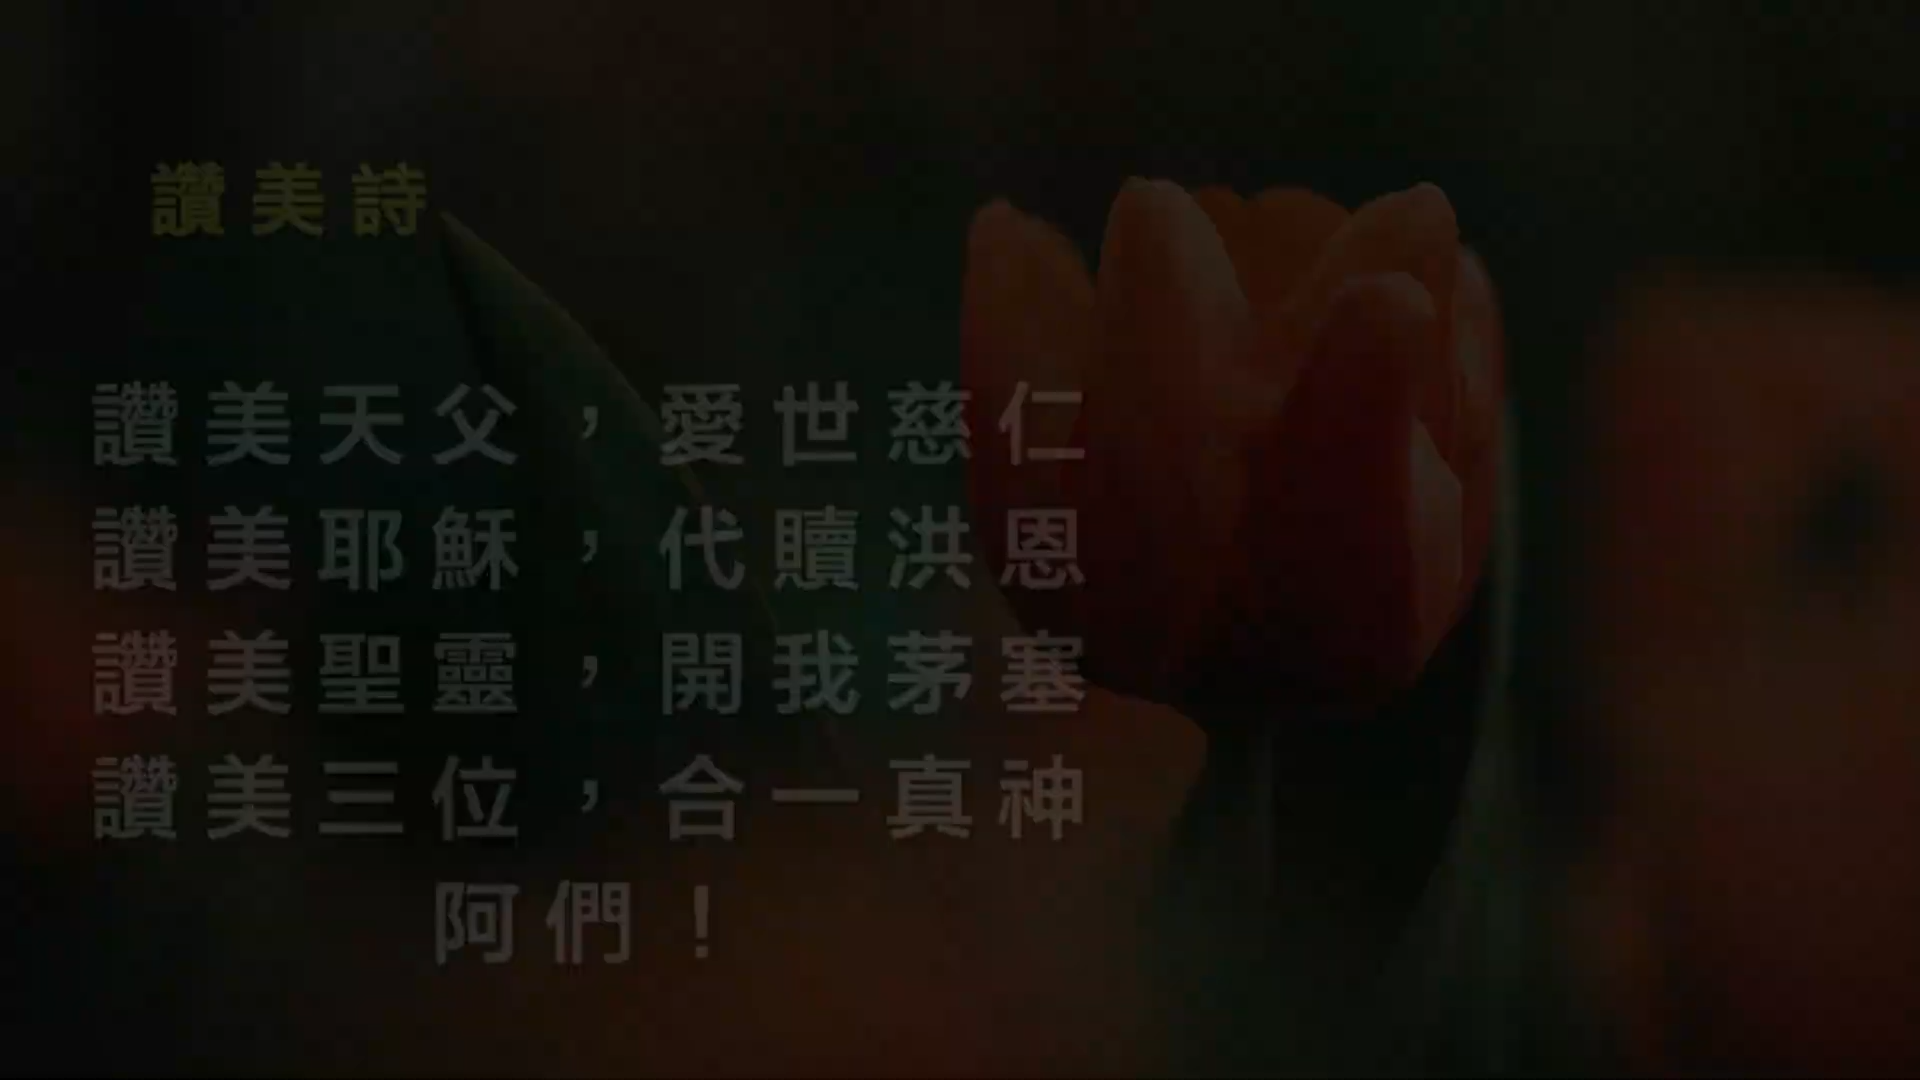 讚美詩
讚美天父，愛世慈仁
讚美耶穌，代贖洪恩
讚美聖靈，開我茅塞
讚美三位，合一真神
阿們！